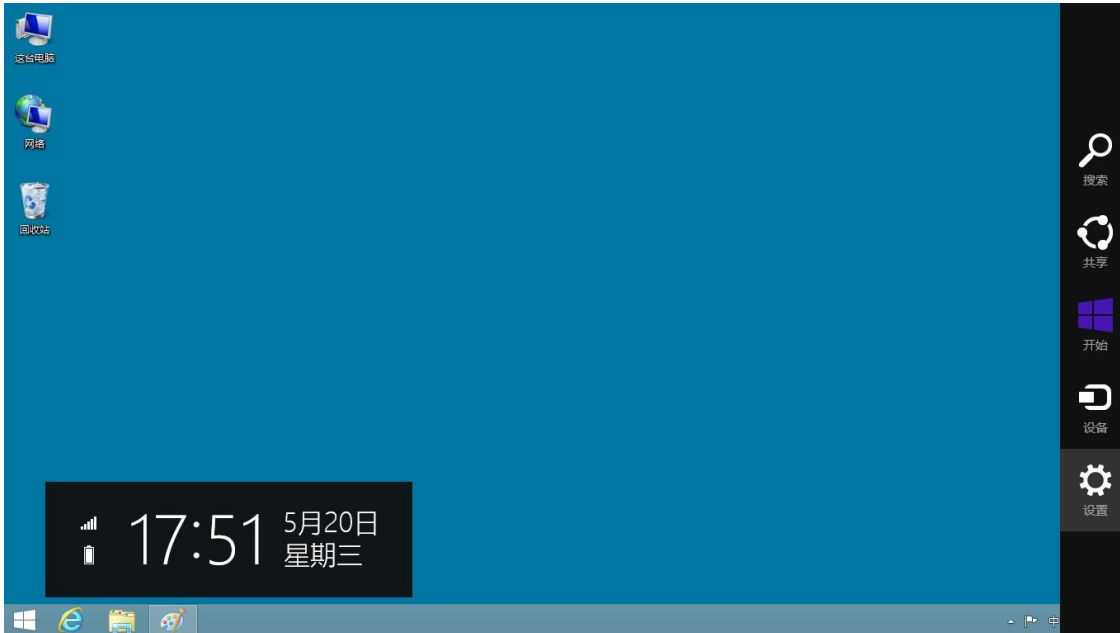 这台电脑
网络
回收站
搜索
共享
开始
设备
设置
17:51
5月20日
星期三
中